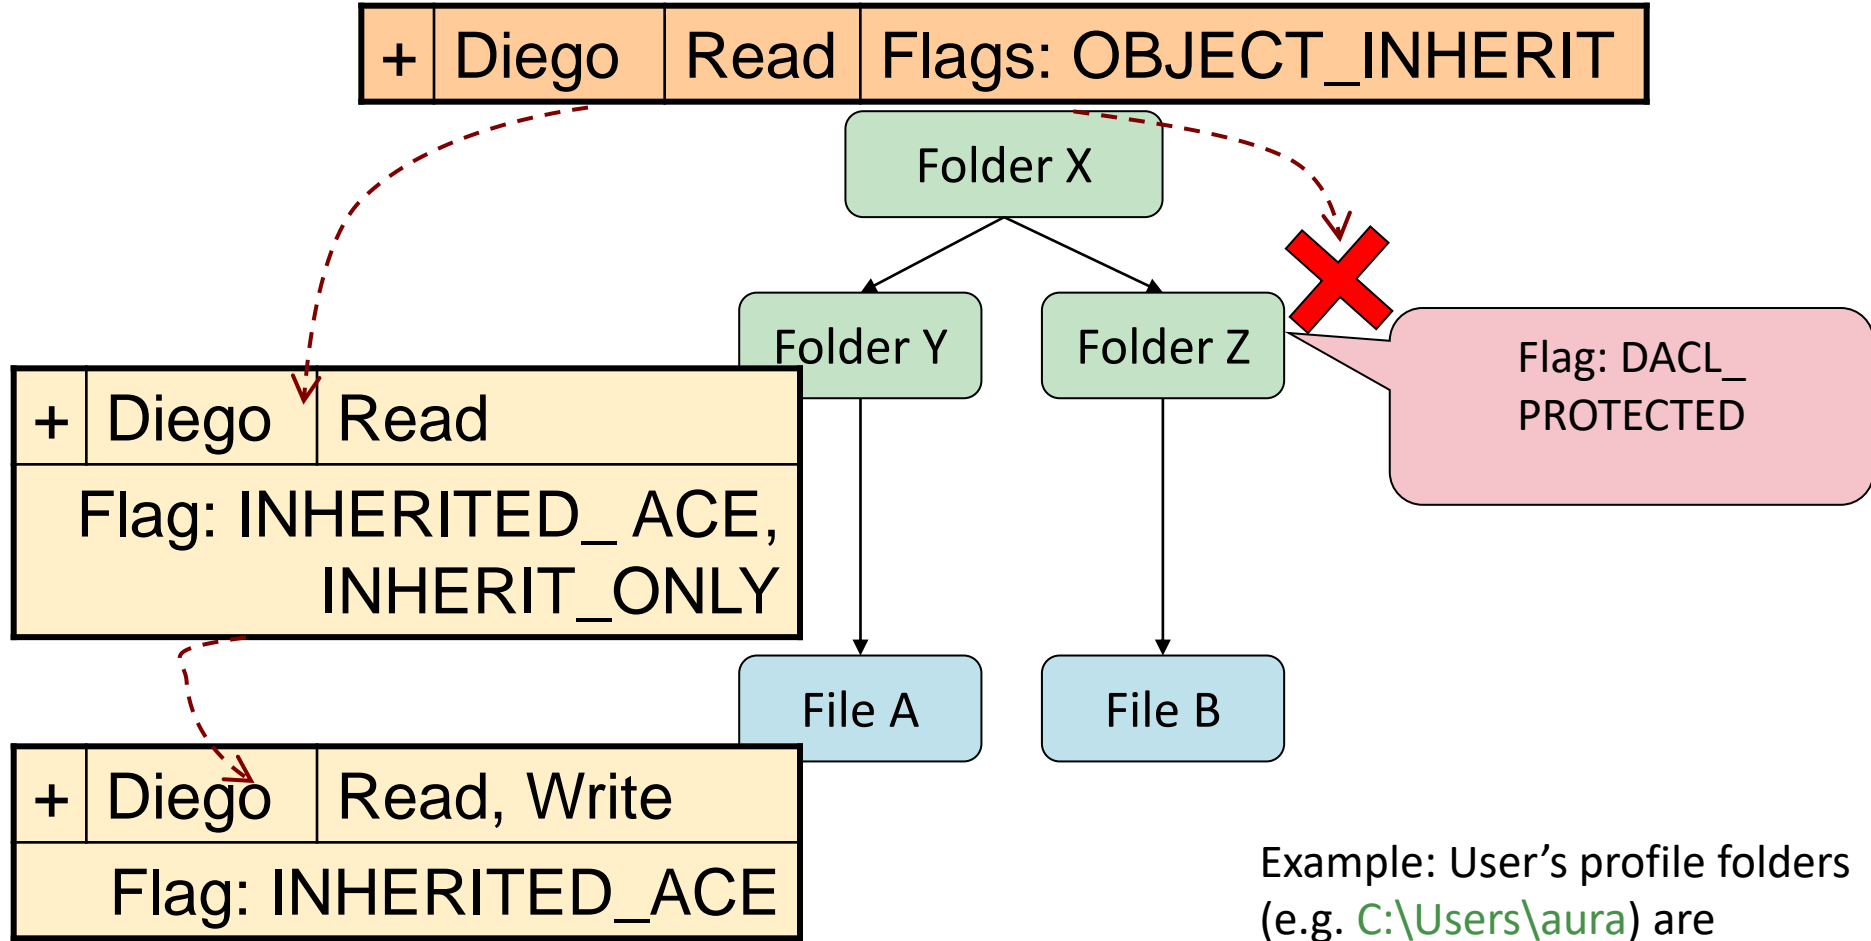 + Diego Read Flags: OBJECT_INHERIT
Folder X
Folder Y
Folder Z
Flag: DACL_
PROTECTED
+ Diego Read
Flag: INHERITED_ ACE,
INHERIT_ONLY
File A
File B
+ Diego Read, Write
Flag: INHERITED_ACE
Example: User’s profile folders
(e.g. C:\Users\aura) are